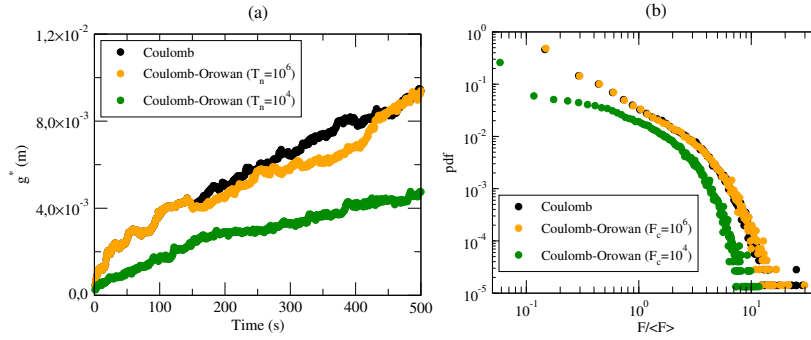 (a)
1,2×10⁻²
8,0×10⁻³
4,0×10⁻³
0,0
g* (m)
Coulomb
Coulomb-Orowan (Tₙ=10⁶)
Coulomb-Orowan (Tₙ=10⁴)
0 100 200 300 400 500
Time (s)
(b)
10⁰
10⁻¹
10⁻²
10⁻³
10⁻⁴
10⁻⁵
pdf
Coulomb
Coulomb-Orowan (F_c=10⁶)
Coulomb-Orowan (F_c=10⁴)
10⁻¹ 10⁰ 10¹
F/<F>